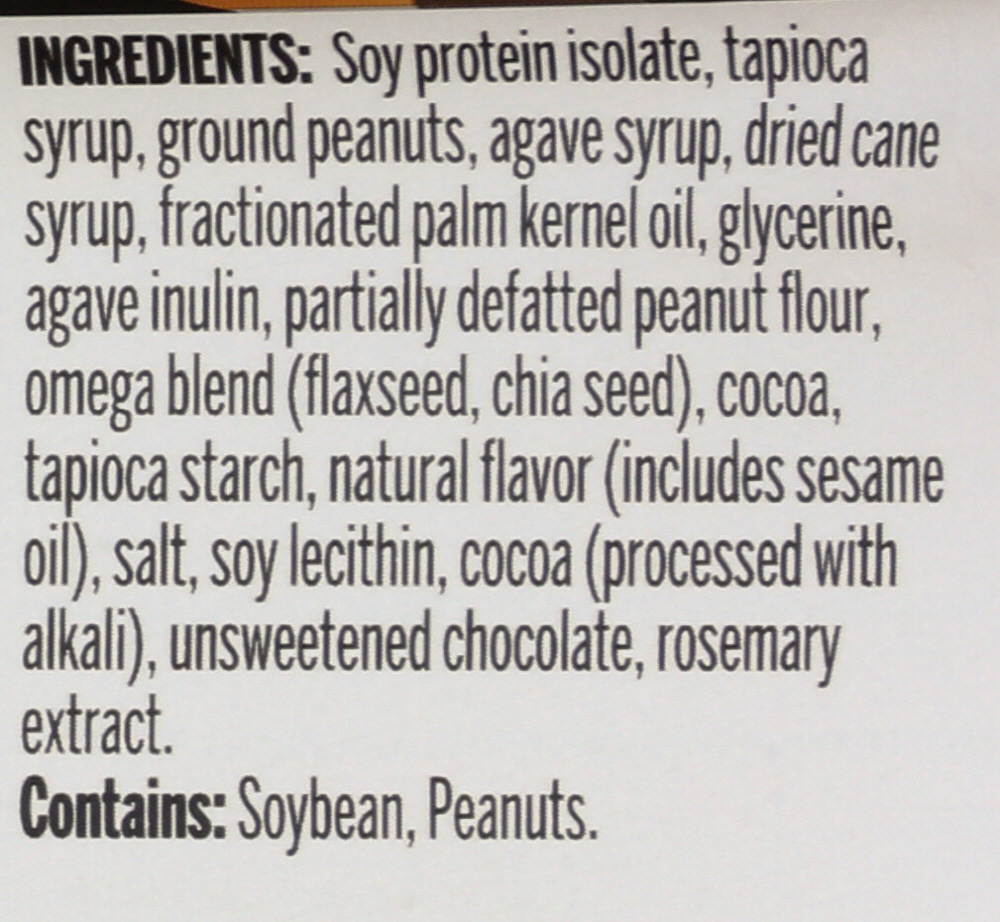 INGREDIENTS: Soy protein isolate, tapioca
syrup, ground peanuts, agave syrup, dried cane
syrup, fractionated palm kernel oil, glycerine,
agave inulin, partially defatted peanut flour,
omega blend (flaxseed, chia seed), cocoa,
tapioca starch, natural flavor (includes sesame
oil), salt, soy lecithin, cocoa (processed with
alkali), unsweetened chocolate, rosemary
extract.
Contains: Soybean, Peanuts.